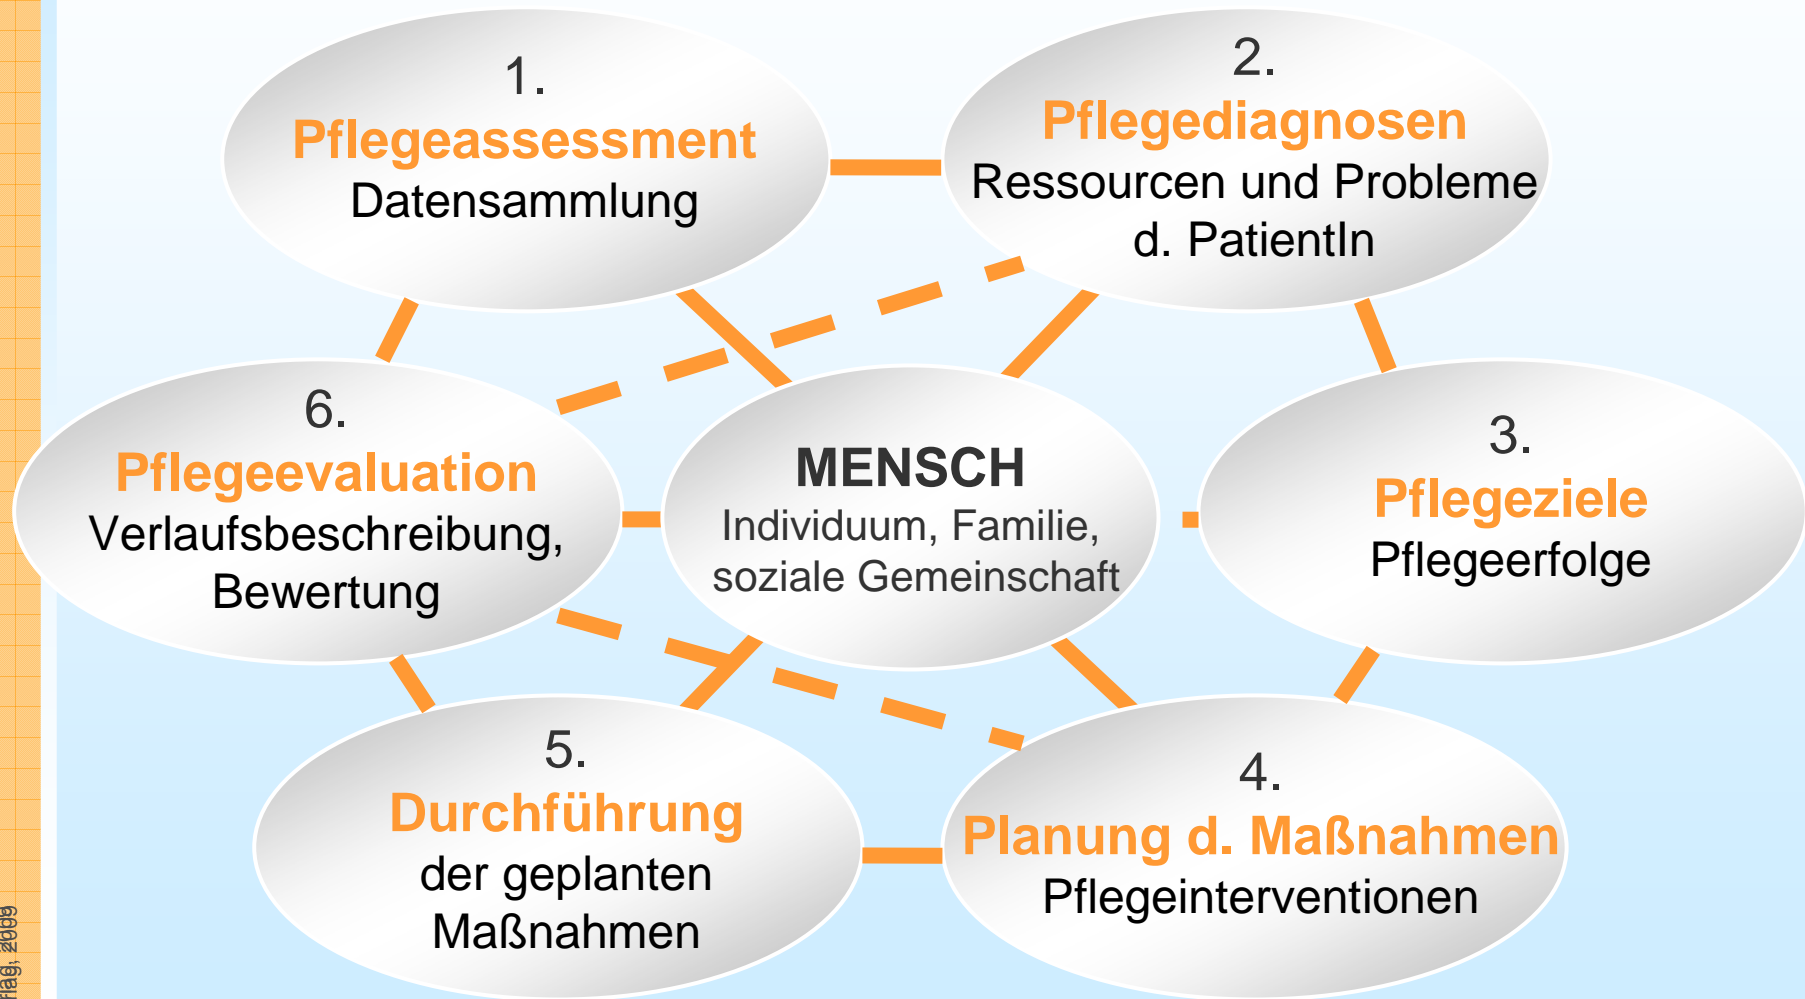 1.
Pflegeassessment
Datensammlung
2.
Pflegediagnosen
Ressourcen und Probleme
d. PatientIn
3.
Pflegeziele
Pflegeerfolge
4.
Planung d. Maßnahmen
Pflegeinterventionen
5.
Durchführung
der geplanten
Maßnahmen
6.
Pflegeevaluation
Verlaufsbeschreibung,
Bewertung
MENSCH
Individuum, Familie,
soziale Gemeinschaft
2009